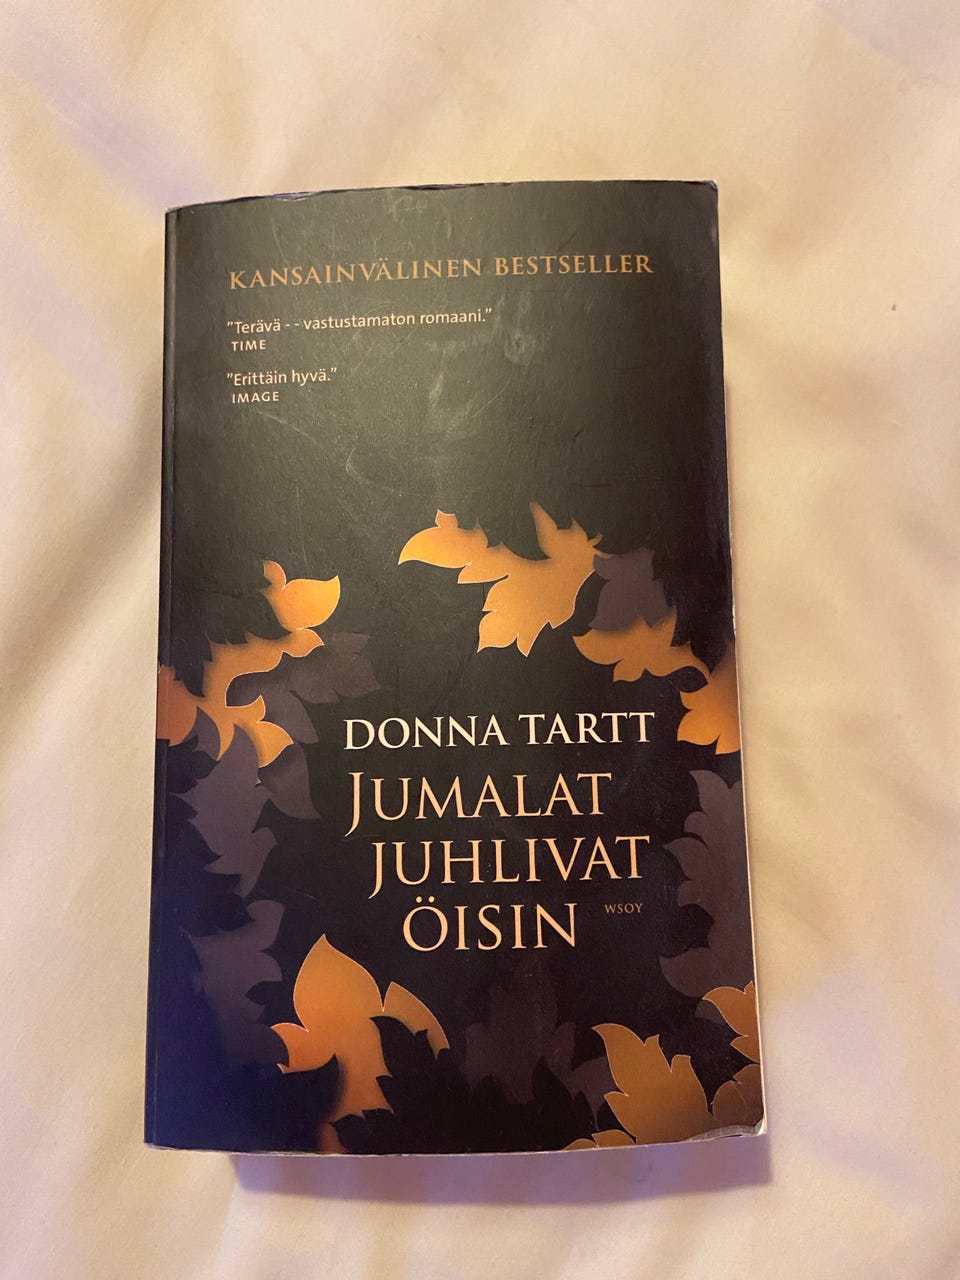 KANSAINVÄLINEN BESTSELLER
”Terävä - - vastustamaton romaani.”
TIME
”Erittäin hyvä.”
IMAGE
DONNA TARTT
JUMALAT
JUHLIVAT
ÖISIN
WSOY